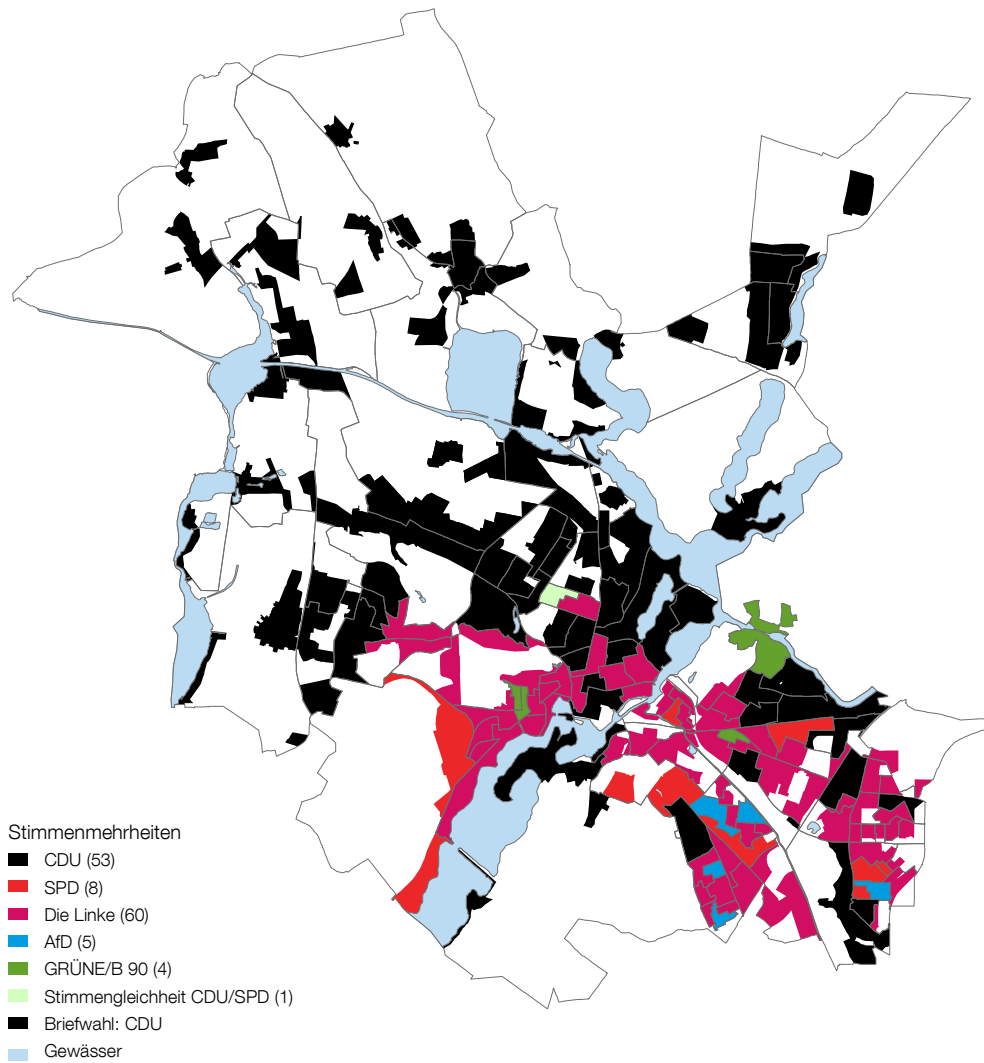 Stimmenmehrheiten
CDU (53)
SPD (8)
Die Linke (60)
AfD (5)
GRÜNE/B 90 (4)
Stimmengleichheit CDU/SPD (1)
Briefwahl: CDU
Gewässer